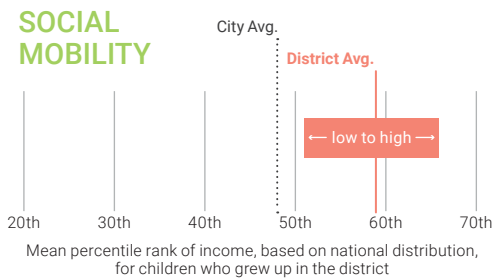 SOCIAL
MOBILITY
City Avg.
District Avg.
← low to high →
20th 30th 40th 50th 60th 70th
Mean percentile rank of income, based on national distribution,
for children who grew up in the district